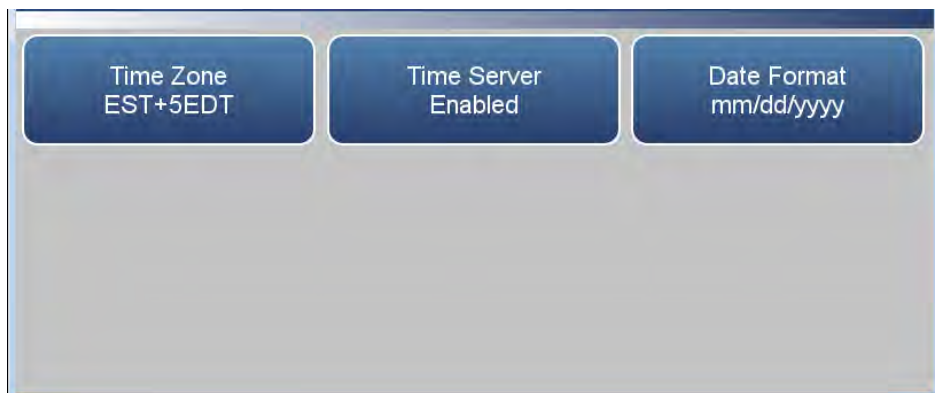 Time Zone
EST+5EDT
Time Server
Enabled
Date Format
mm/dd/yyyy